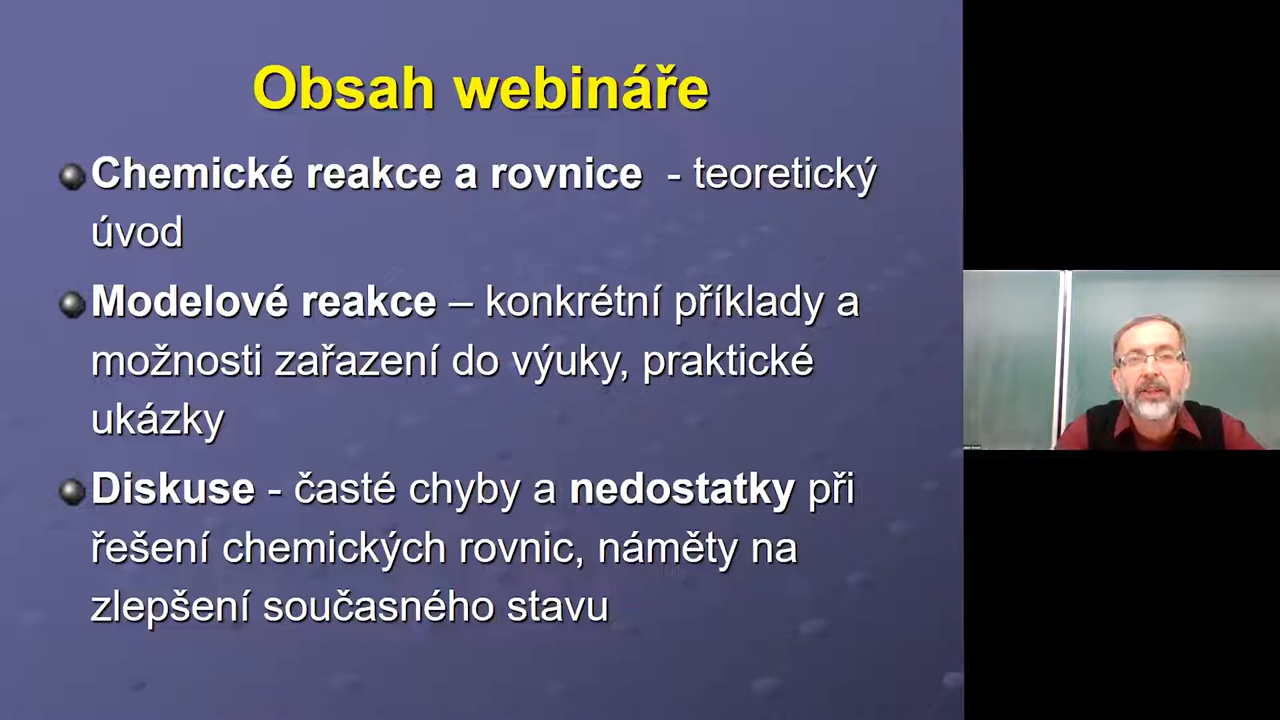 Obsah webináře
Chemické reakce a rovnice - teoretický
úvod
Modelové reakce – konkrétní příklady a
možnosti zařazení do výuky, praktické
ukázky
Diskuse - časté chyby a nedostatky při
řešení chemických rovnic, náměty na
zlepšení současného stavu